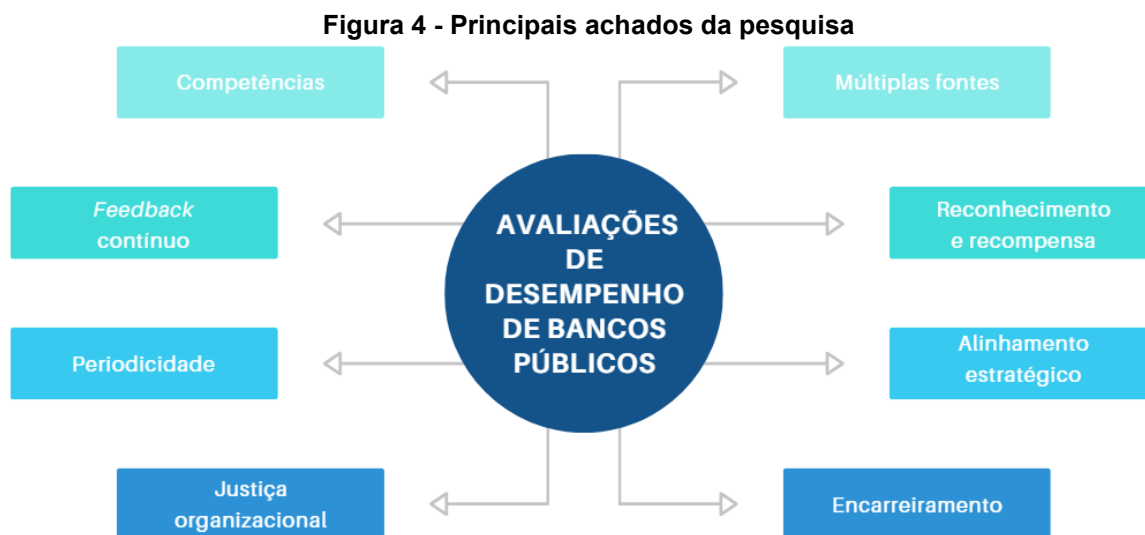 Figura 4 - Principais achados da pesquisa
Competências
Múltiplas fontes
Feedback
contínuo
Reconhecimento
e recompensa
AVALIAÇÕES
DE
DESEMPENHO
DE BANCOS
PÚBLICOS
Periodicidade
Alinhamento
estratégico
Justiça
organizacional
Encarreiramento